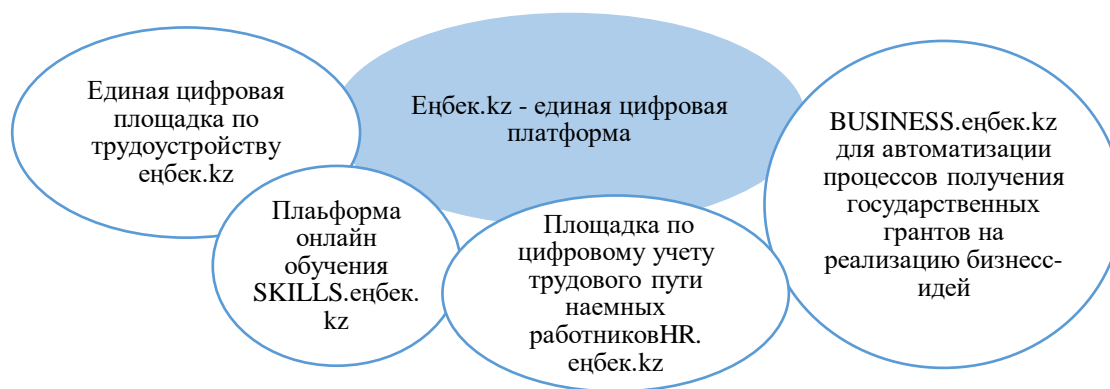 Единая цифровая
площадка по
трудоустройству
еңбек.kz
Еңбек.kz - единая цифровая
платформа
BUSINESS.еңбек.kz
для автоматизации
процессов получения
государственных
грантов на
реализацию бизнесс-
идей
Плаьформа
онлайн
обучения
SKILLS.еңбек.
kz
Площадка по
цифровому учету
трудового пути
наемных
работниковHR.
еңбек.kz